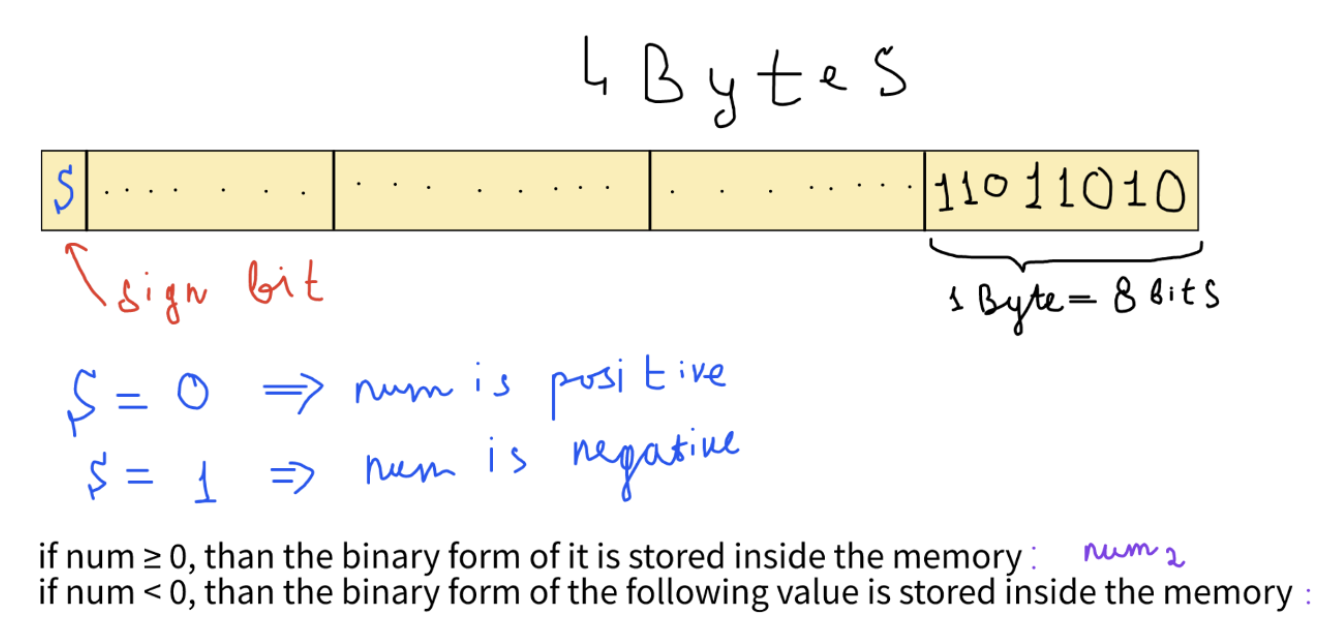 4 Bytes
S . . . . . . . . . . . . . . . . . . . . . . . 11011010
sign bit
1 Byte = 8 Bits
S = 0 ⇒ num is positive
S = 1 ⇒ num is negative
if num ≥ 0, than the binary form of it is stored inside the memory : num₂
if num < 0, than the binary form of the following value is stored inside the memory :